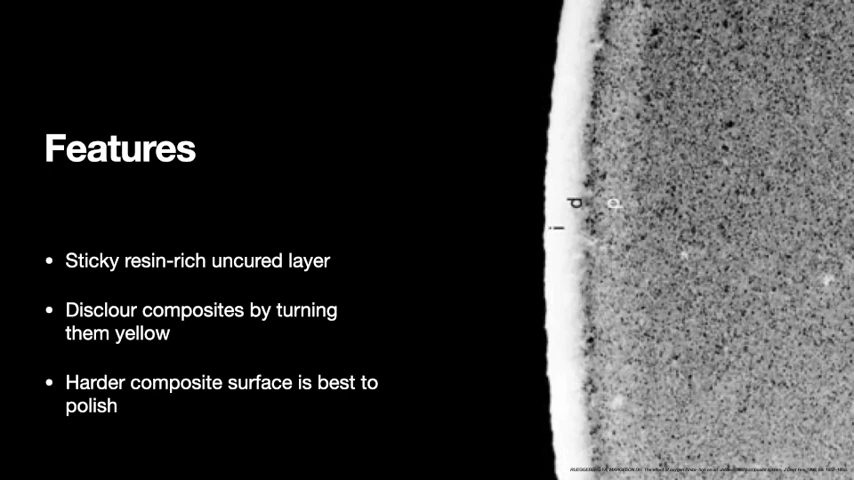 Features
• Sticky resin-rich uncured layer
• Disclour composites by turning
them yellow
• Harder composite surface is best to
polish
p
p
i